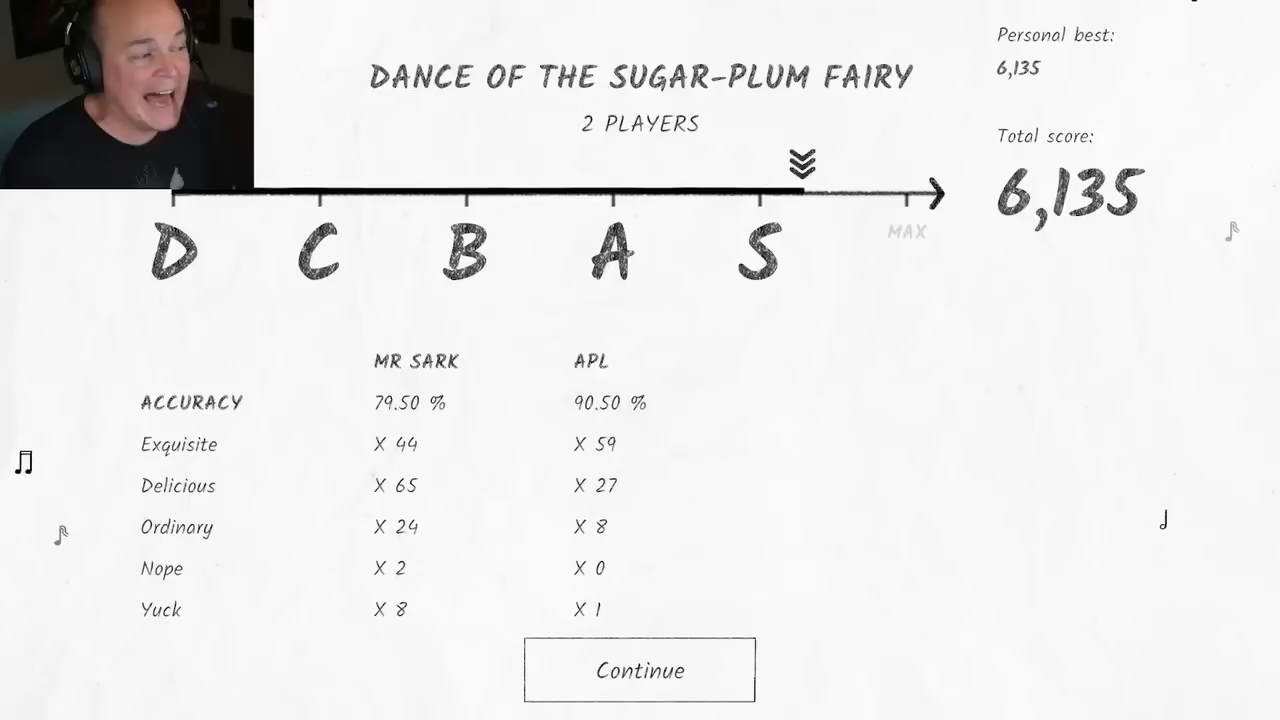 Personal best:
6,135
DANCE OF THE SUGAR-PLUM FAIRY
2 PLAYERS
Total score:
6,135
MAX
D C B A S
MR SARK APL
ACCURACY 79.50 % 90.50 %
Exquisite X 44 X 59
Delicious X 65 X 27
Ordinary X 24 X 8
Nope X 2 X 0
Yuck X 8 X 1
Continue